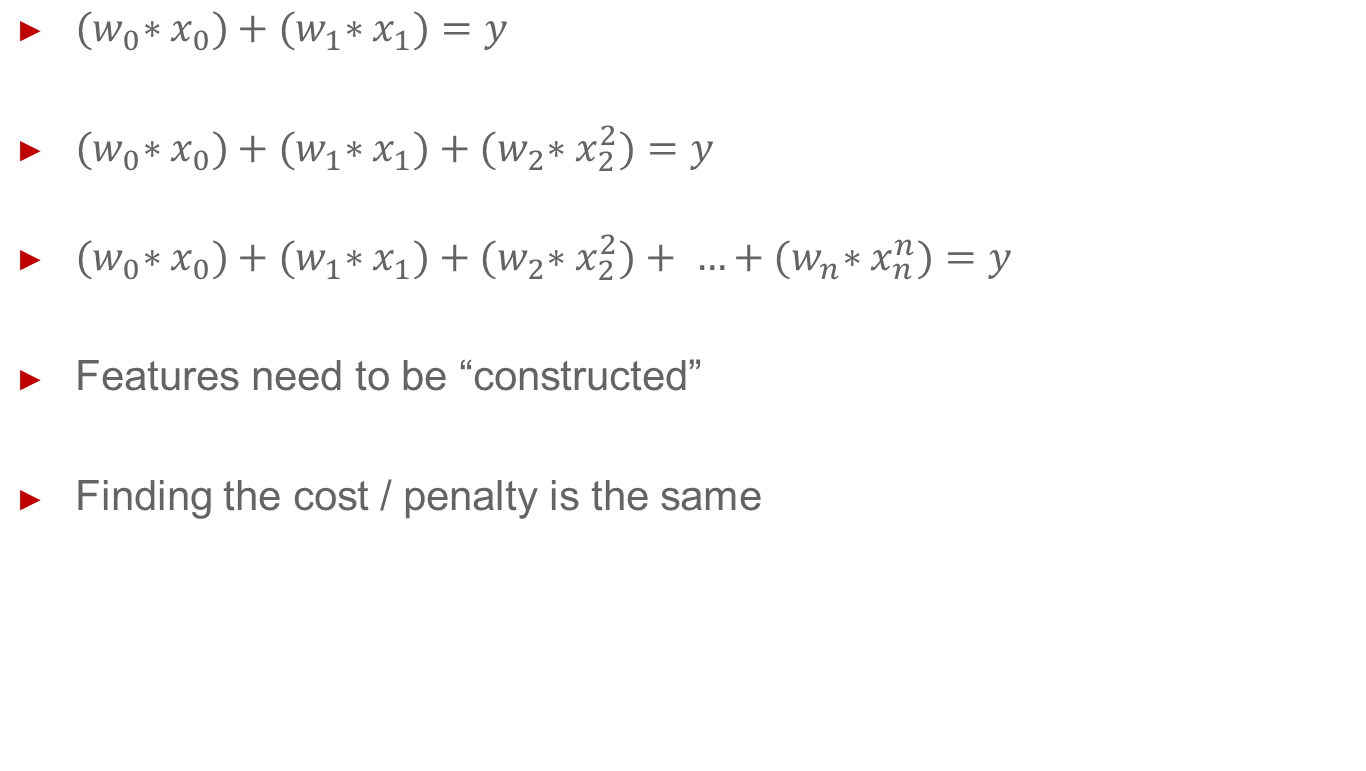 ► (w₀* x₀) + (w₁* x₁) = y
► (w₀* x₀) + (w₁* x₁) + (w₂* x₂²) = y
► (w₀* x₀) + (w₁* x₁) + (w₂* x₂²) + … + (wₙ* xₙⁿ) = y
► Features need to be “constructed”
► Finding the cost / penalty is the same